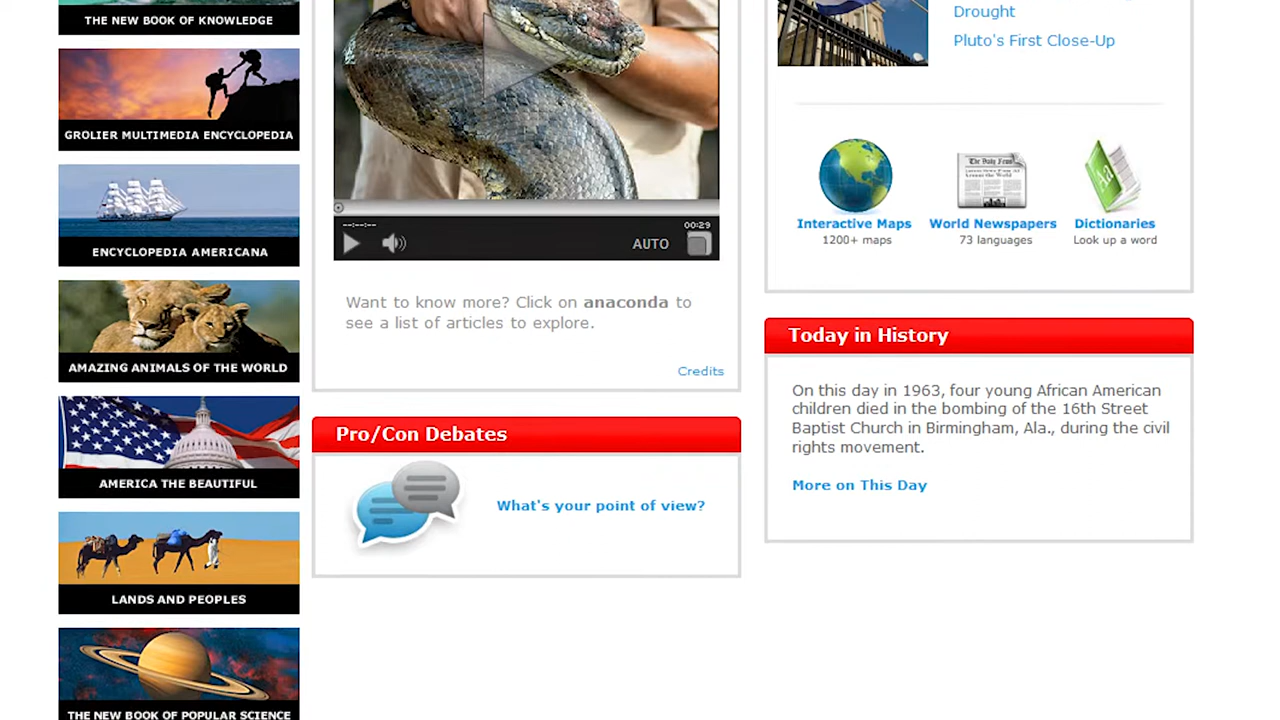 THE NEW BOOK OF KNOWLEDGE
GROLIER MULTIMEDIA ENCYCLOPEDIA
ENCYCLOPEDIA AMERICANA
AMAZING ANIMALS OF THE WORLD
AMERICA THE BEAUTIFUL
LANDS AND PEOPLES
THE NEW BOOK OF POPULAR SCIENCE
--:--:--
00:29
AUTO
Want to know more? Click on anaconda to
see a list of articles to explore.
Credits
Pro/Con Debates
What's your point of view?
Drought
Pluto's First Close-Up
The Daily News
Aa
Interactive Maps
1200+ maps
World Newspapers
73 languages
Dictionaries
Look up a word
Today in History
On this day in 1963, four young African American
children died in the bombing of the 16th Street
Baptist Church in Birmingham, Ala., during the civil
rights movement.
More on This Day